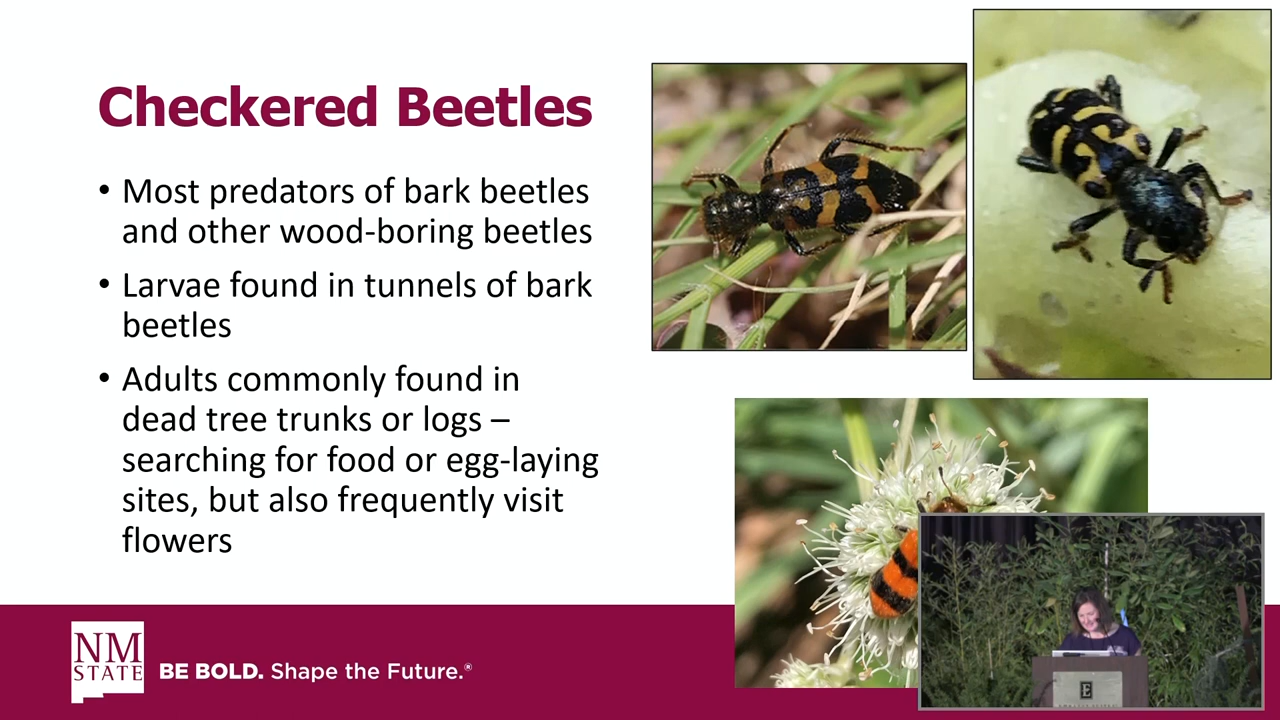 Checkered Beetles
• Most predators of bark beetles
and other wood-boring beetles
• Larvae found in tunnels of bark
beetles
• Adults commonly found in
dead tree trunks or logs –
searching for food or egg-laying
sites, but also frequently visit
flowers
NM
STATE
BE BOLD. Shape the Future.®
E